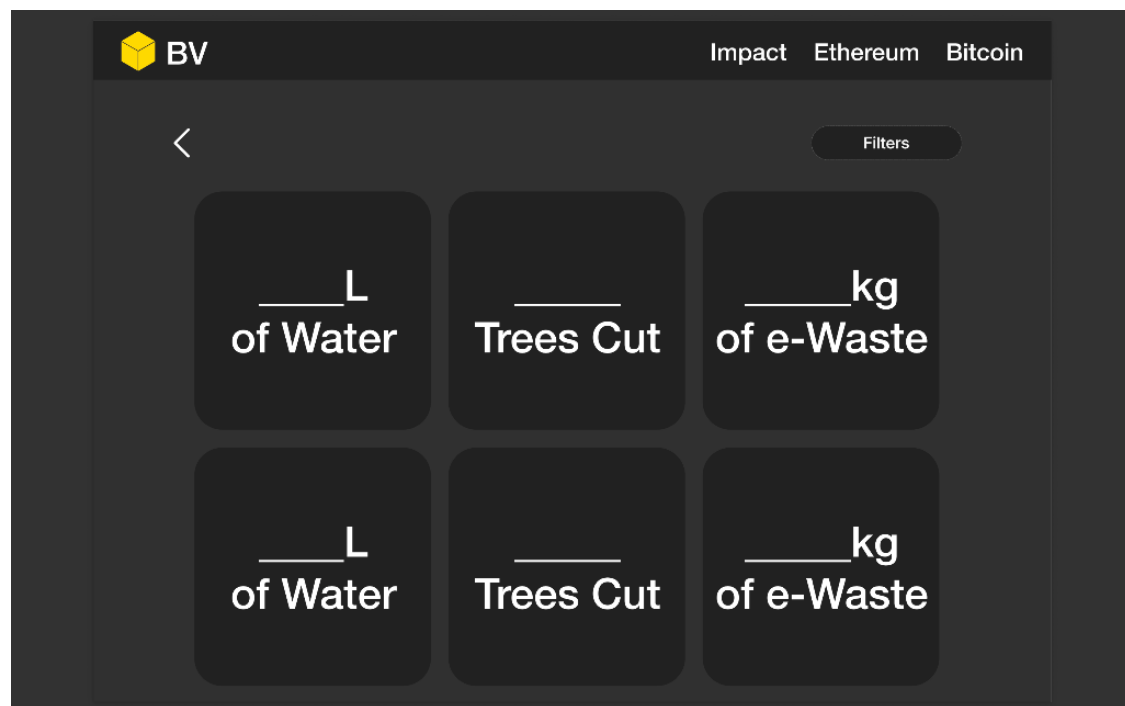 BV
Impact Ethereum Bitcoin
Filters
____L
of Water
_____
Trees Cut
_____kg
of e-Waste
____L
of Water
_____
Trees Cut
_____kg
of e-Waste